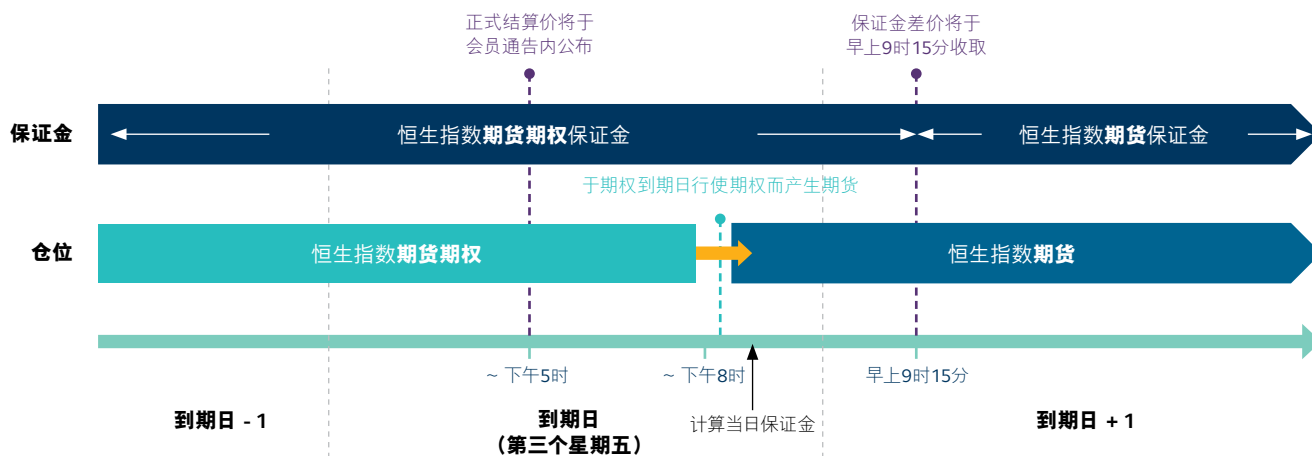 正式结算价将于
会员通告内公布
保证金差价将于
早上9时15分收取
保证金
恒生指数期货期权保证金
恒生指数期货保证金
于期权到期日行使期权而产生期货
仓位
恒生指数期货期权
恒生指数期货
~ 下午5时
~ 下午8时
早上9时15分
到期日 - 1
到期日
(第三个星期五)
计算当日保证金
到期日 + 1